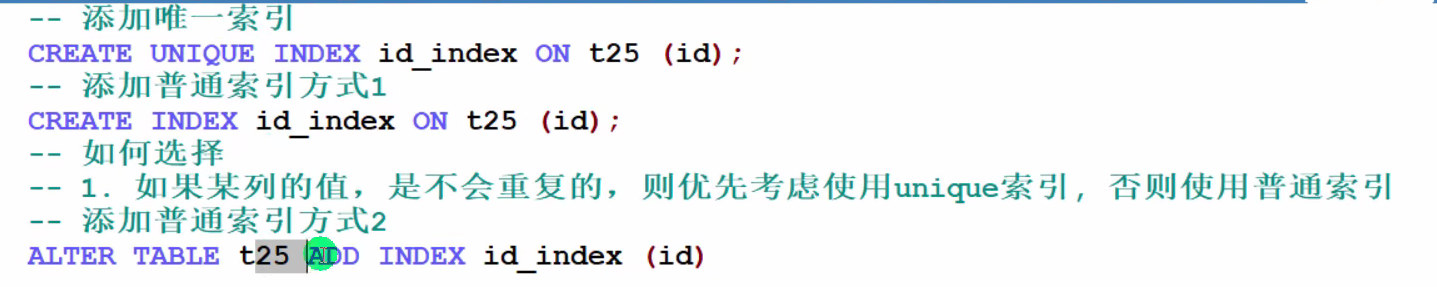 -- 添加唯一索引
CREATE UNIQUE INDEX id_index ON t25 (id);
-- 添加普通索引方式1
CREATE INDEX id_index ON t25 (id);
-- 如何选择
-- 1. 如果某列的值，是不会重复的，则优先考虑使用unique索引, 否则使用普通索引
-- 添加普通索引方式2
ALTER TABLE t25 ADD INDEX id_index (id)